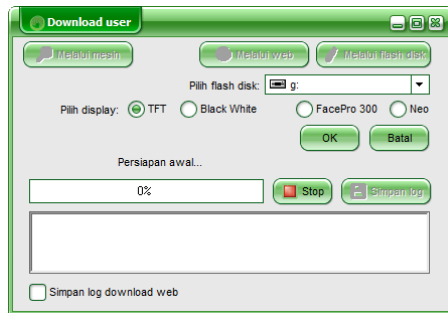 Download user
Melalui mesin Melalui web Melalui flash disk
Pilih flash disk: g:
Pilih display: TFT Black White FacePro 300 Neo
OK Batal
Persiapan awal...
0% Stop Simpan log
Simpan log download web